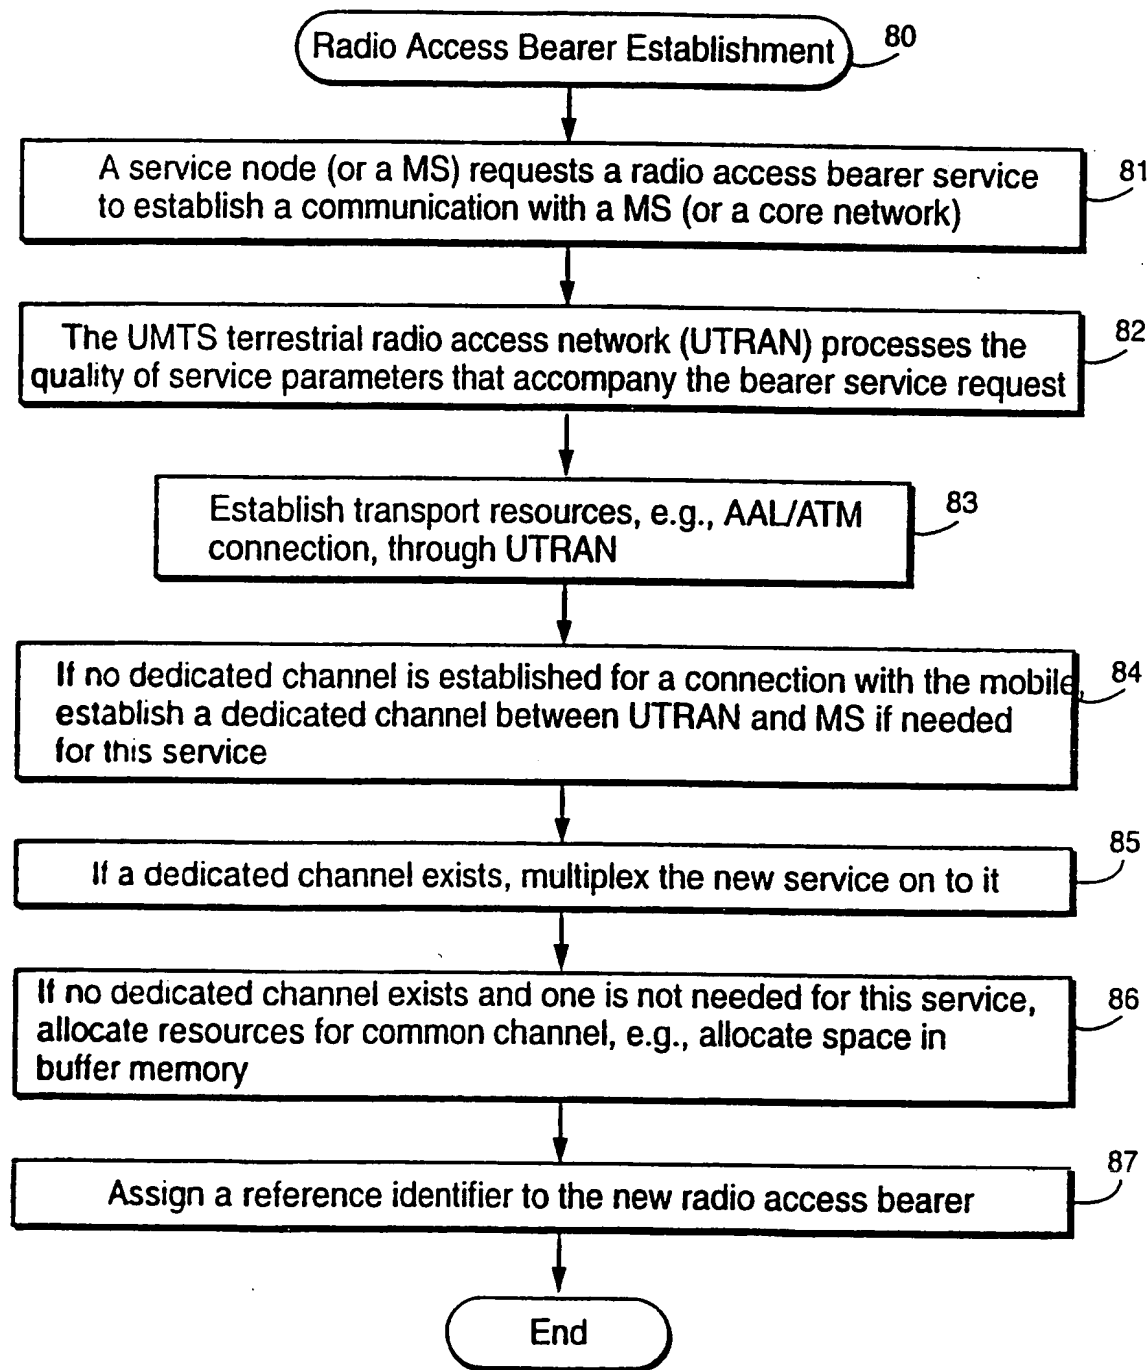 Radio Access Bearer Establishment
80
A service node (or a MS) requests a radio access bearer service
to establish a communication with a MS (or a core network)
81
The UMTS terrestrial radio access network (UTRAN) processes the
quality of service parameters that accompany the bearer service request
82
Establish transport resources, e.g., AAL/ATM
connection, through UTRAN
83
If no dedicated channel is established for a connection with the mobile,
establish a dedicated channel between UTRAN and MS if needed
for this service
84
If a dedicated channel exists, multiplex the new service on to it
85
If no dedicated channel exists and one is not needed for this service,
allocate resources for common channel, e.g., allocate space in
buffer memory
86
Assign a reference identifier to the new radio access bearer
87
End